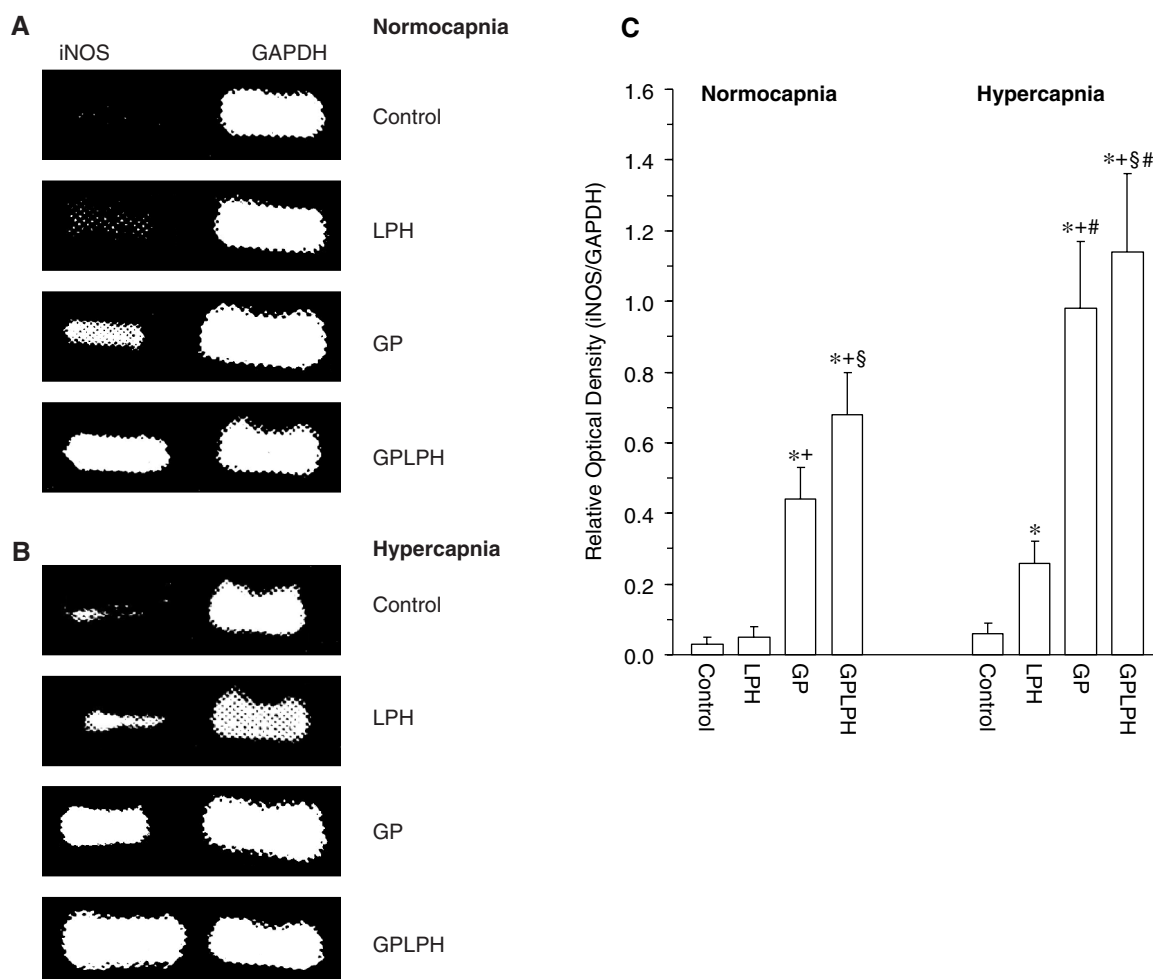 A
Normocapnia
iNOS GAPDH
Control
LPH
GP
GPLPH
B
Hypercapnia
Control
LPH
GP
GPLPH
C
Relative Optical Density (iNOS/GAPDH)
1.6
1.4
1.2
1.0
0.8
0.6
0.4
0.2
0.0
Normocapnia Hypercapnia
*+ *+§ * *+# *+§#
Control LPH GP GPLPH Control LPH GP GPLPH